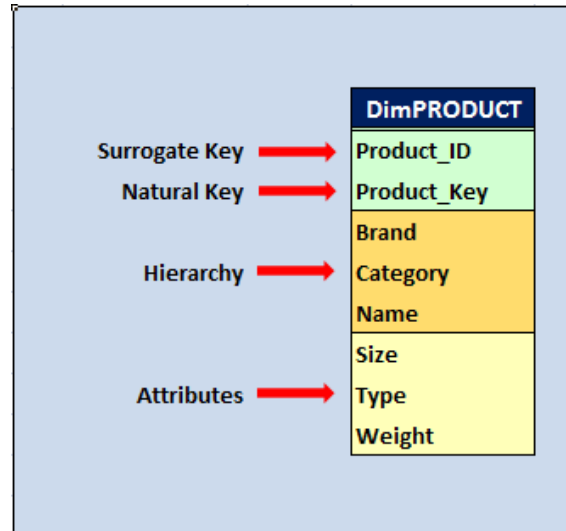 DimPRODUCT
Surrogate Key Product_ID
Natural Key Product_Key
Brand
Hierarchy Category
Name
Size
Attributes Type
Weight